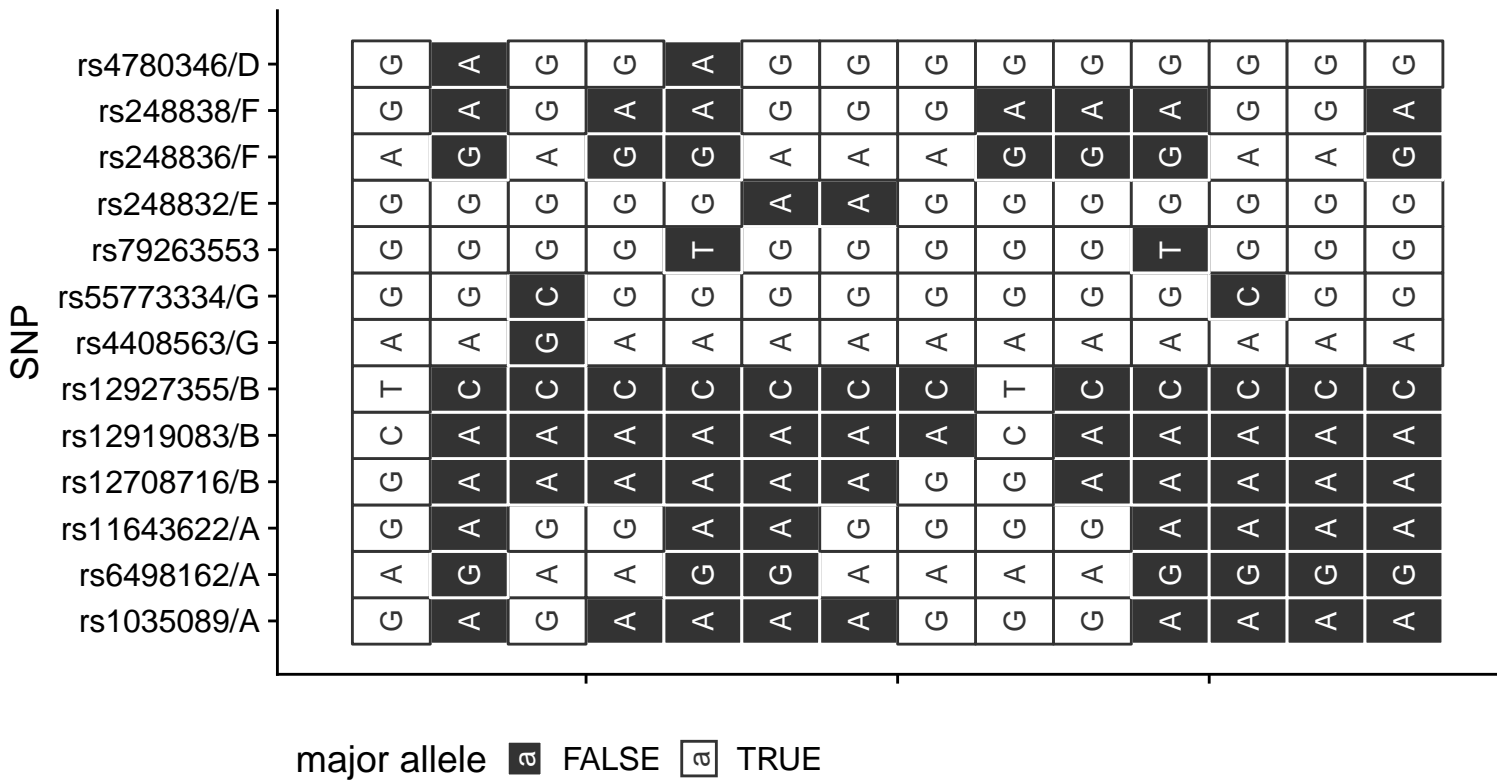 SNP
rs4780346/D G A G G A G G G G G G G G G
rs248838/F G A G A A G G G A A A G G A
rs248836/F A G A G G A A A G G G A A G
rs248832/E G G G G G A A G G G G G G G
rs79263553 G G G G T G G G G G T G G G
rs55773334/G G G C G G G G G G G G C G G
rs4408563/G A A G A A A A A A A A A A A
rs12927355/B T C C C C C C C T C C C C C
rs12919083/B C A A A A A A A C A A A A A
rs12708716/B G A A A A A A G G A A A A A
rs11643622/A G A G G A A G G G G A A A A
rs6498162/A A G A A G G A A A A G G G G
rs1035089/A G A G A A A A G G G A A A A
major allele a FALSE a TRUE